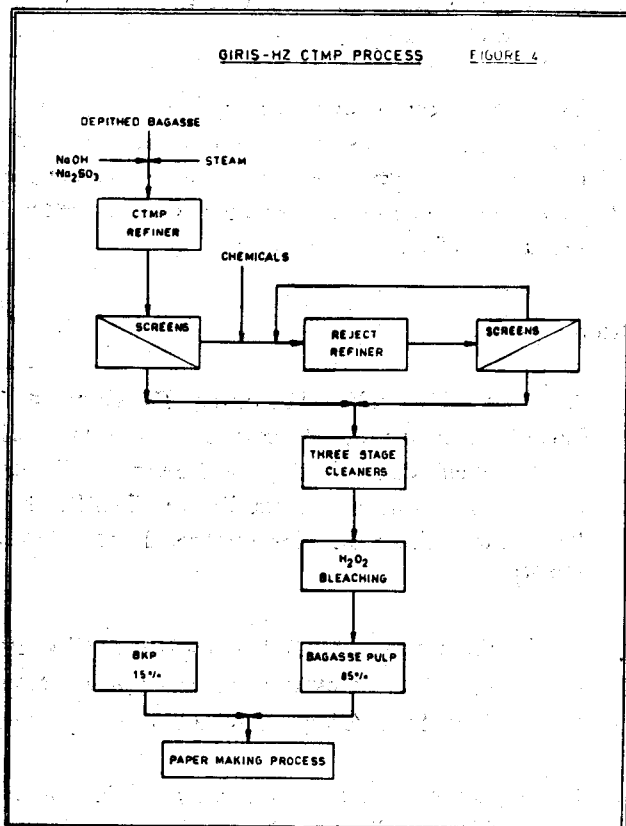 GIRIS-HZ CTMP PROCESS FIGURE 4
DEPITHED BAGASSE
NaOH STEAM
Na₂SO₃
CTMP
REFINER
CHEMICALS
SCREENS
REJECT
REFINER
SCREENS
THREE STAGE
CLEANERS
H₂O₂
BLEACHING
BKP
15%
BAGASSE PULP
85%
PAPER MAKING PROCESS